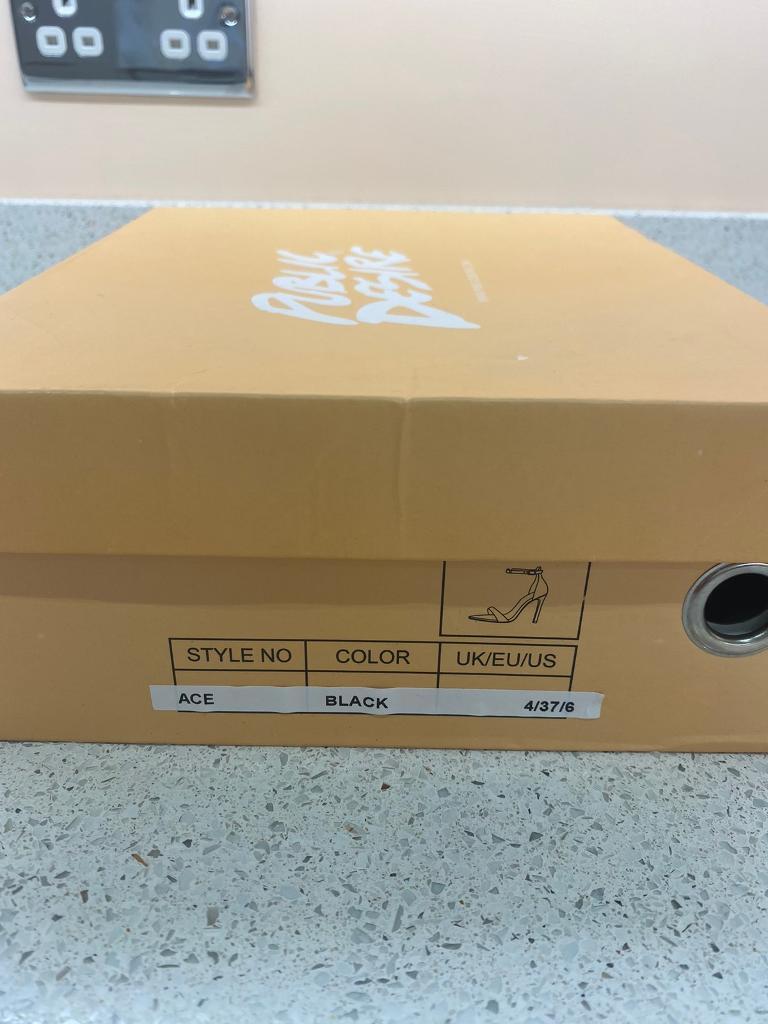 PUBLIC
DESIRE
STYLE NO COLOR UK/EU/US
ACE BLACK 4/37/6